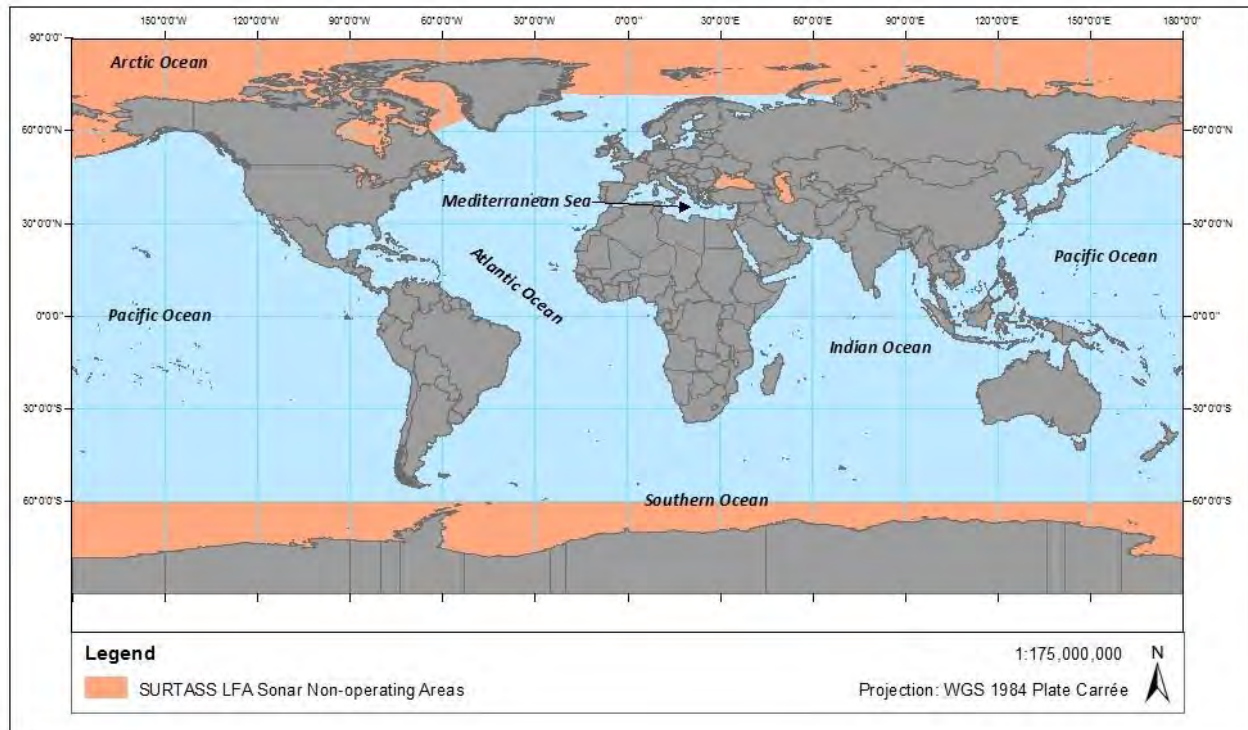 150°0'0"W 120°0'0"W 90°0'0"W 60°0'0"W 30°0'0"W 0°0'0" 30°0'0"E 60°0'0"E 90°0'0"E 120°0'0"E 150°0'0"E 180°0'0"
90°0'0"
Arctic Ocean
60°0'0"N 60°0'0"N
Mediterranean Sea
30°0'0"N 30°0'0"N
Atlantic Ocean
Pacific Ocean
Pacific Ocean
0°0'0" 0°0'0"
Indian Ocean
30°0'0"S 30°0'0"S
Southern Ocean
60°0'0"S 60°0'0"S
Legend
1:175,000,000 N
SURTASS LFA Sonar Non-operating Areas
Projection: WGS 1984 Plate Carrée